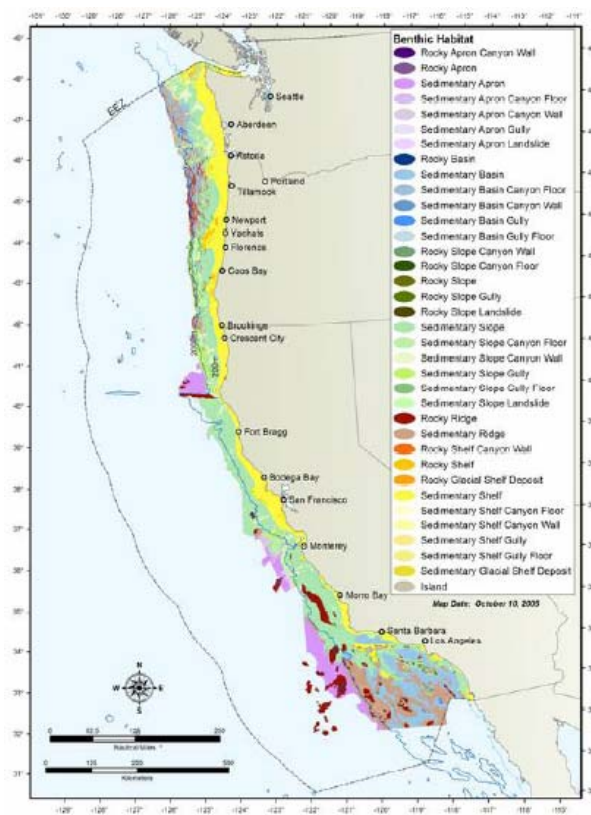 Benthic Habitat
Rocky Apron Canyon Wall
Rocky Apron
Sedimentary Apron
Sedimentary Apron Canyon Floor
Sedimentary Apron Canyon Wall
Sedimentary Apron Gully
Sedimentary Apron Landslide
Rocky Basin
Sedimentary Basin
Sedimentary Basin Canyon Floor
Sedimentary Basin Canyon Wall
Sedimentary Basin Gully
Sedimentary Basin Gully Floor
Rocky Slope Canyon Wall
Rocky Slope Canyon Floor
Rocky Slope
Rocky Slope Gully
Rocky Slope Landslide
Sedimentary Slope
Sedimentary Slope Canyon Floor
Sedimentary Slope Canyon Wall
Sedimentary Slope Gully
Sedimentary Slope Gully Floor
Sedimentary Slope Landslide
Rocky Ridge
Sedimentary Ridge
Rocky Shelf Canyon Wall
Rocky Shelf
Rocky Glacial Shelf Deposit
Sedimentary Shelf
Sedimentary Shelf Canyon Floor
Sedimentary Shelf Canyon Wall
Sedimentary Shelf Gully
Sedimentary Shelf Gully Floor
Sedimentary Glacial Shelf Deposit
Island
Map Date: October 10, 2005
EEZ
Seattle
Aberdeen
Astoria
Portland
Tillamook
Newport
Yachats
Florence
Coos Bay
Brookings
Crescent City
Fort Bragg
Bodega Bay
San Francisco
Monterey
Morro Bay
Santa Barbara
Los Angeles
N
W E
S
Nautical Miles
Kilometers